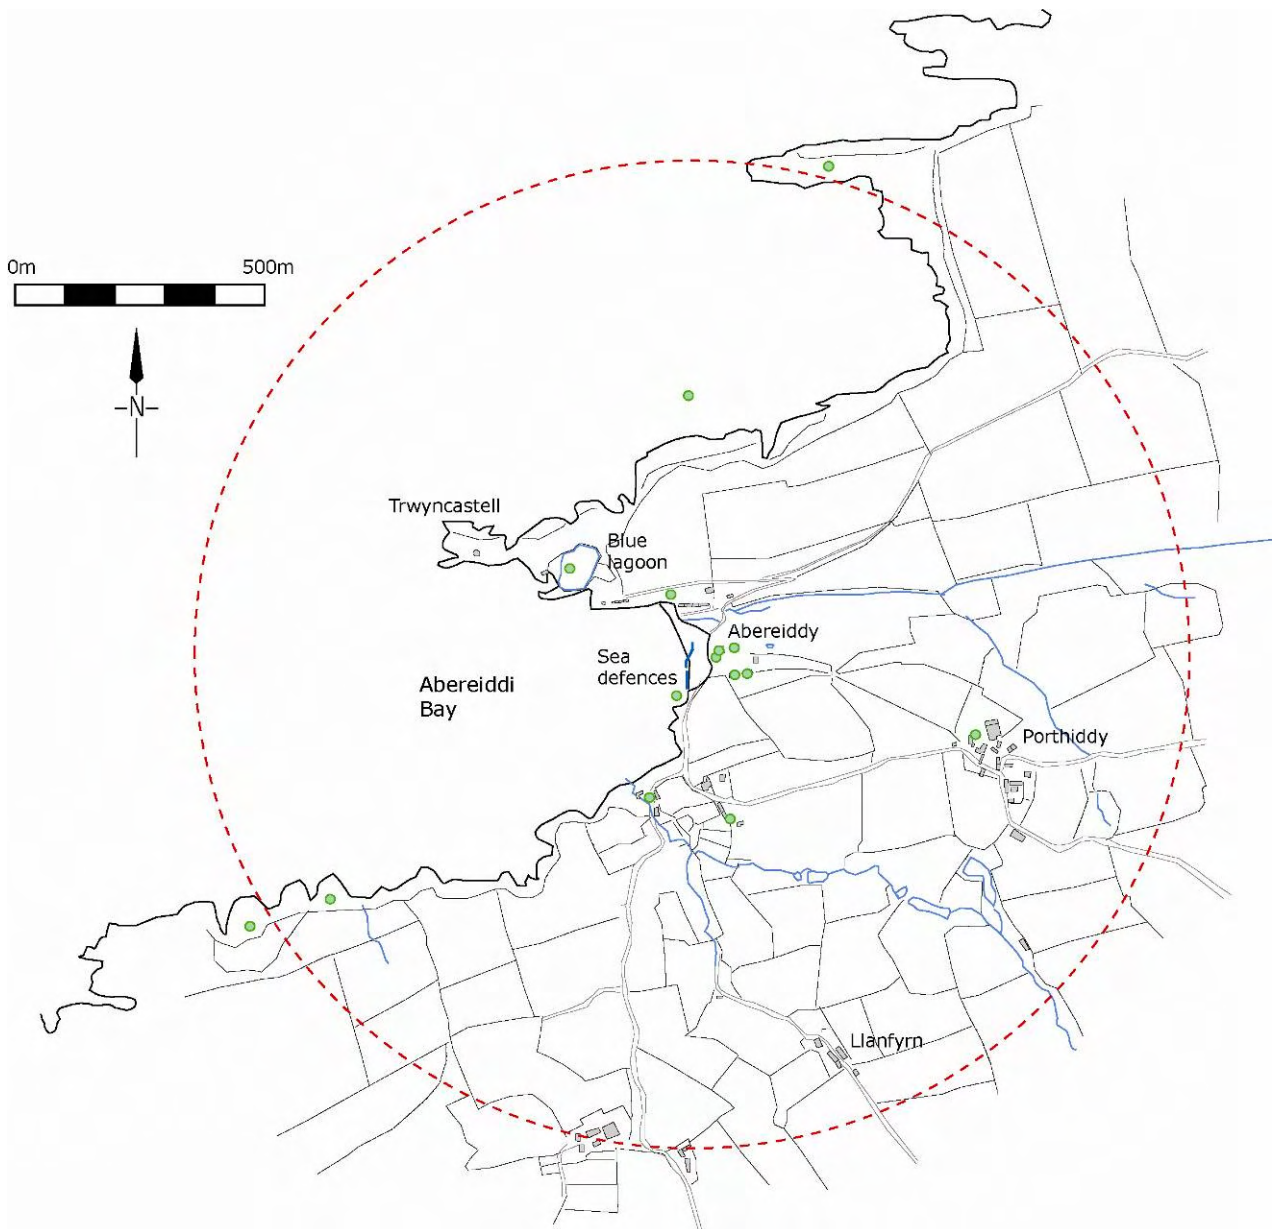 0m 500m
-N-
Trwyncastell
Blue
lagoon
Abereiddy
Sea
defences
Abereiddi
Bay
Porthiddy
Llanfyrn